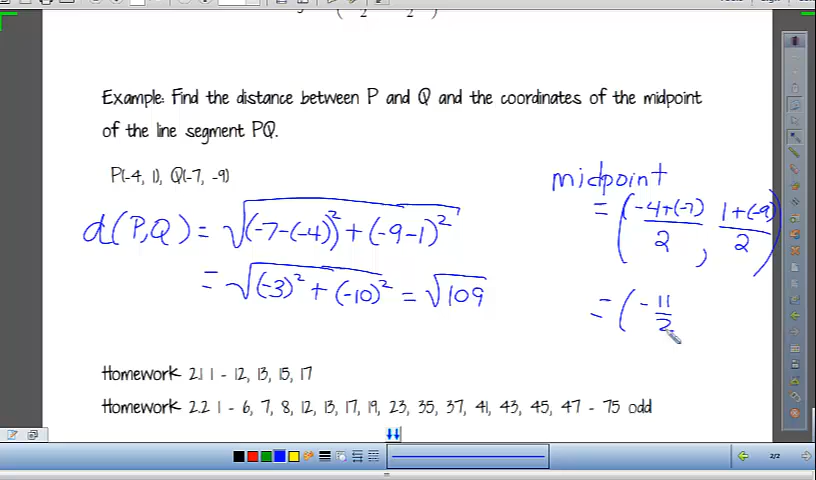 2 2
Example: Find the distance between P and Q and the coordinates of the midpoint
of the line segment PQ.
P(-4, 1), Q(-7, -9)
midpoint
d(P,Q) = √(-7-(-4))² + (-9-1)²
= (-4+(-7)/2, 1+(-9)/2)
= √(-3)² + (-10)² = √109
= (-11/2
Homework 2.1 1 - 12, 13, 15, 17
Homework 2.2 1 - 6, 7, 8, 12, 13, 17, 19, 23, 35, 37, 41, 43, 45, 47 - 75 odd
2/2